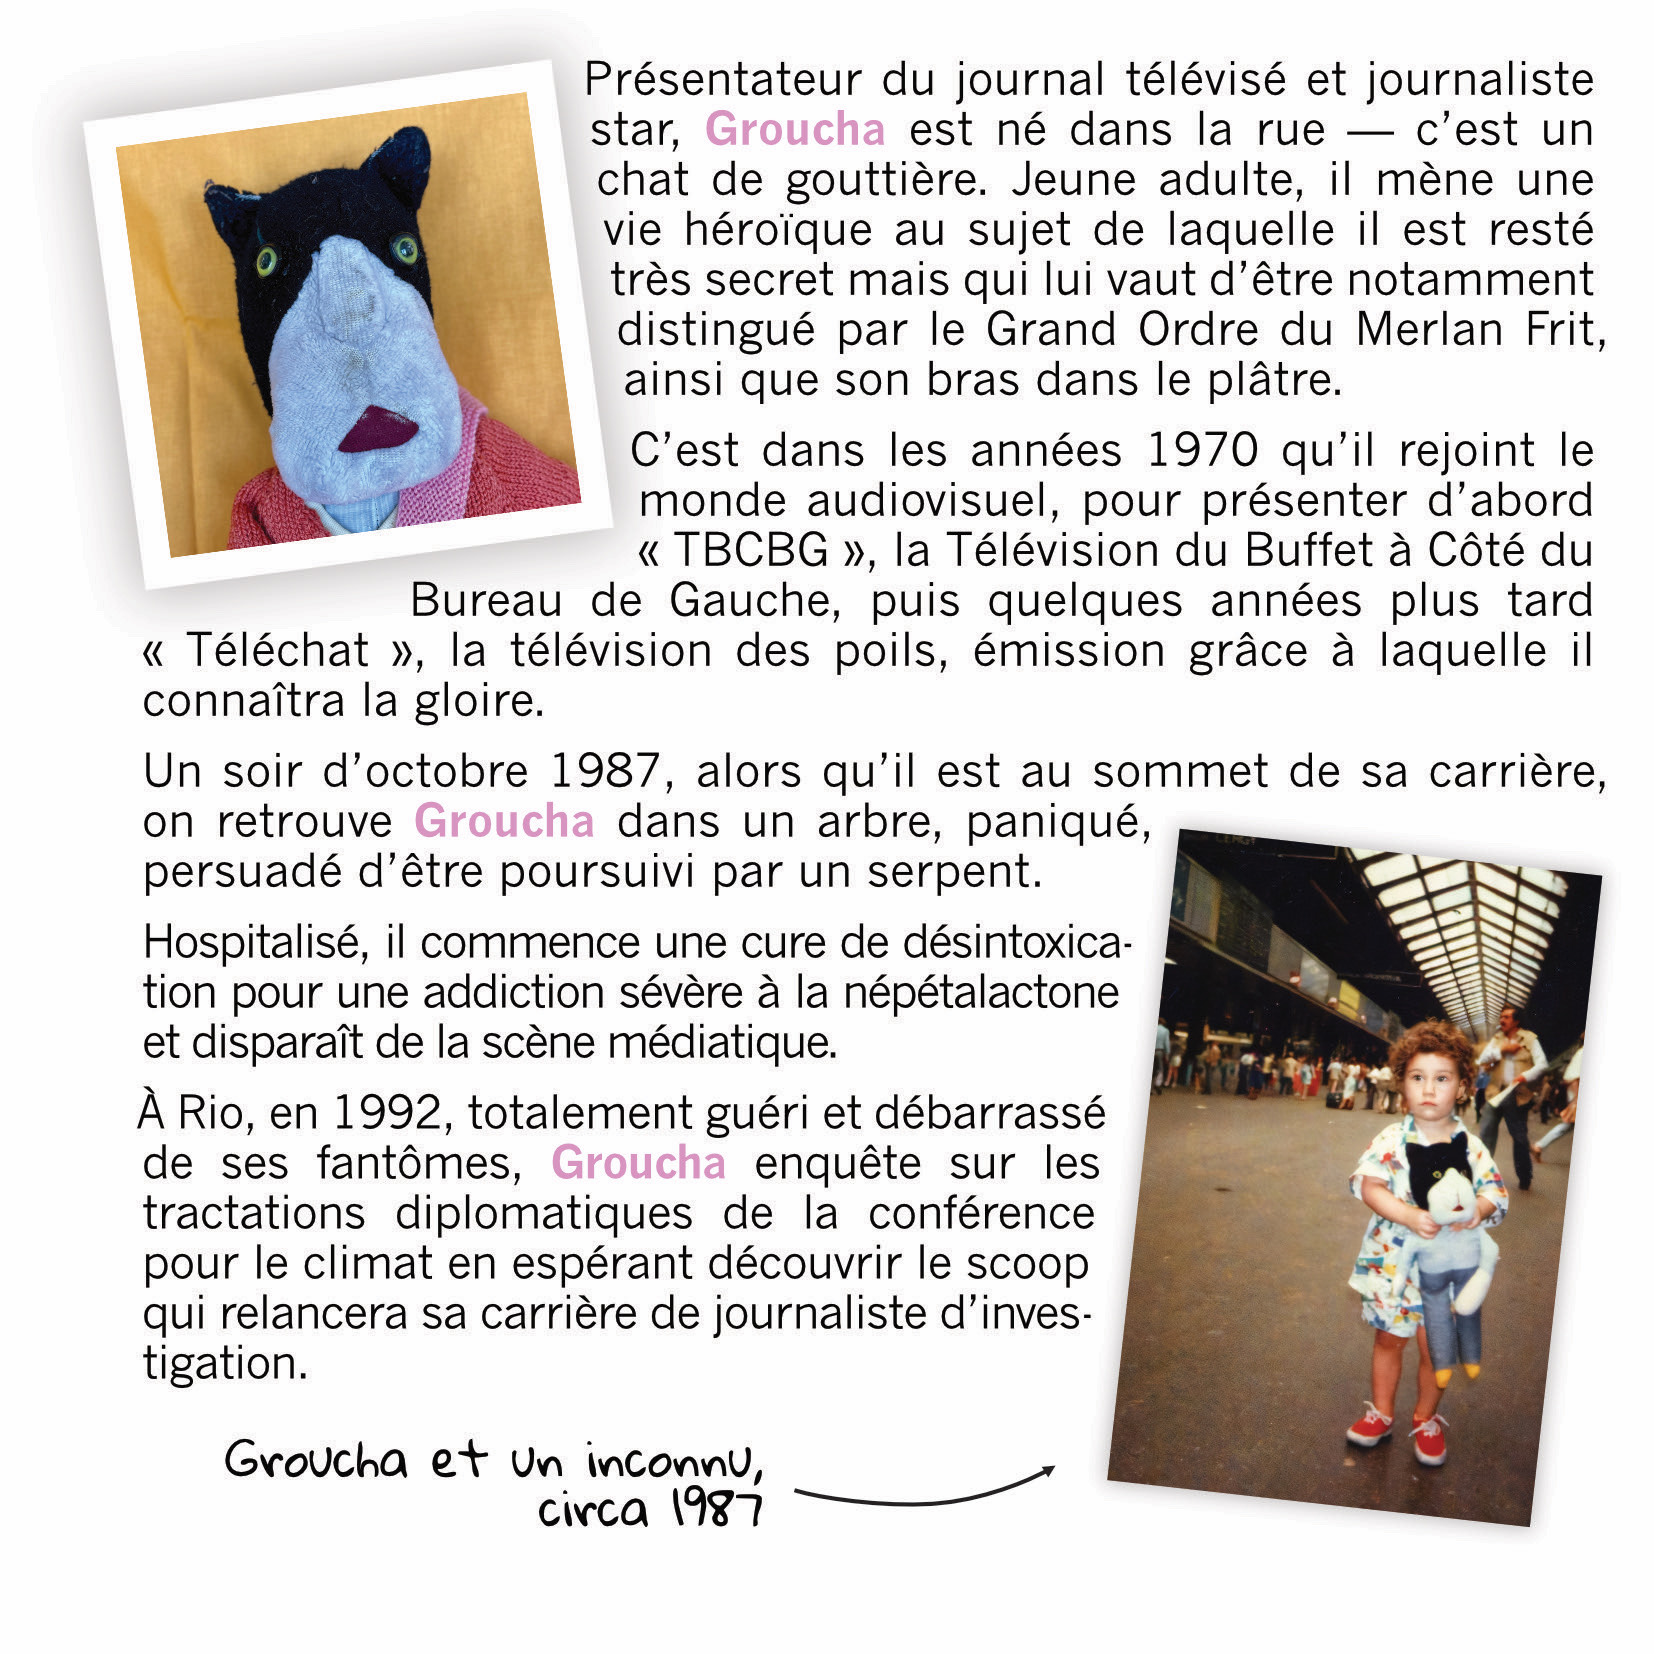 Présentateur du journal télévisé et journaliste
star, Groucha est né dans la rue — c’est un
chat de gouttière. Jeune adulte, il mène une
vie héroïque au sujet de laquelle il est resté
très secret mais qui lui vaut d’être notamment
distingué par le Grand Ordre du Merlan Frit,
ainsi que son bras dans le plâtre.
C’est dans les années 1970 qu’il rejoint le
monde audiovisuel, pour présenter d’abord
« TBCBG », la Télévision du Buffet à Côté du
Bureau de Gauche, puis quelques années plus tard
« Téléchat », la télévision des poils, émission grâce à laquelle il
connaîtra la gloire.
Un soir d’octobre 1987, alors qu’il est au sommet de sa carrière,
on retrouve Groucha dans un arbre, paniqué,
persuadé d’être poursuivi par un serpent.
Hospitalisé, il commence une cure de désintoxica-
tion pour une addiction sévère à la népétalactone
et disparaît de la scène médiatique.
À Rio, en 1992, totalement guéri et débarrassé
de ses fantômes, Groucha enquête sur les
tractations diplomatiques de la conférence
pour le climat en espérant découvrir le scoop
qui relancera sa carrière de journaliste d’inves-
tigation.
Groucha et un inconnu,
circa 1987